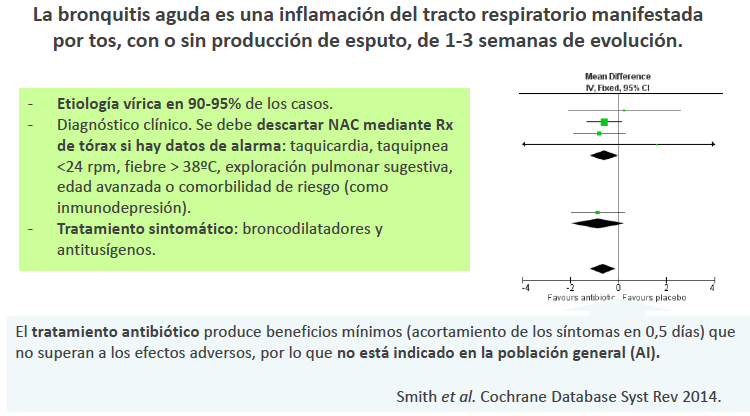 La bronquitis aguda es una inflamación del tracto respiratorio manifestada
por tos, con o sin producción de esputo, de 1-3 semanas de evolución.
- Etiología vírica en 90-95% de los casos.
- Diagnóstico clínico. Se debe descartar NAC mediante Rx
de tórax si hay datos de alarma: taquicardia, taquipnea
<24 rpm, fiebre > 38ºC, exploración pulmonar sugestiva,
edad avanzada o comorbilidad de riesgo (como
inmunodepresión).
- Tratamiento sintomático: broncodilatadores y
antitusígenos.
Mean Difference
IV, Fixed, 95% CI
-4 -2 0 2 4
Favours antibiotic Favours placebo
El tratamiento antibiótico produce beneficios mínimos (acortamiento de los síntomas en 0,5 días) que
no superan a los efectos adversos, por lo que no está indicado en la población general (AI).
Smith et al. Cochrane Database Syst Rev 2014.